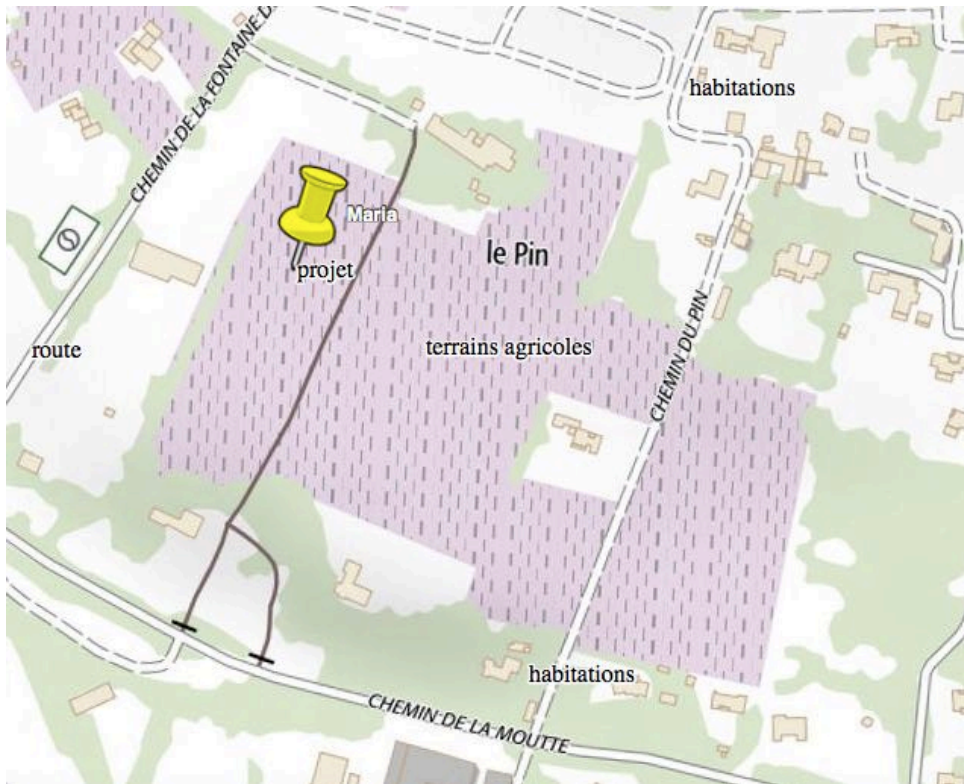 CHEMIN DE LA FONTAINE D
habitations
Maria
projet
le Pin
route
terrains agricoles
CHEMIN DU PIN
habitations
CHEMIN DE LA MOUTTE